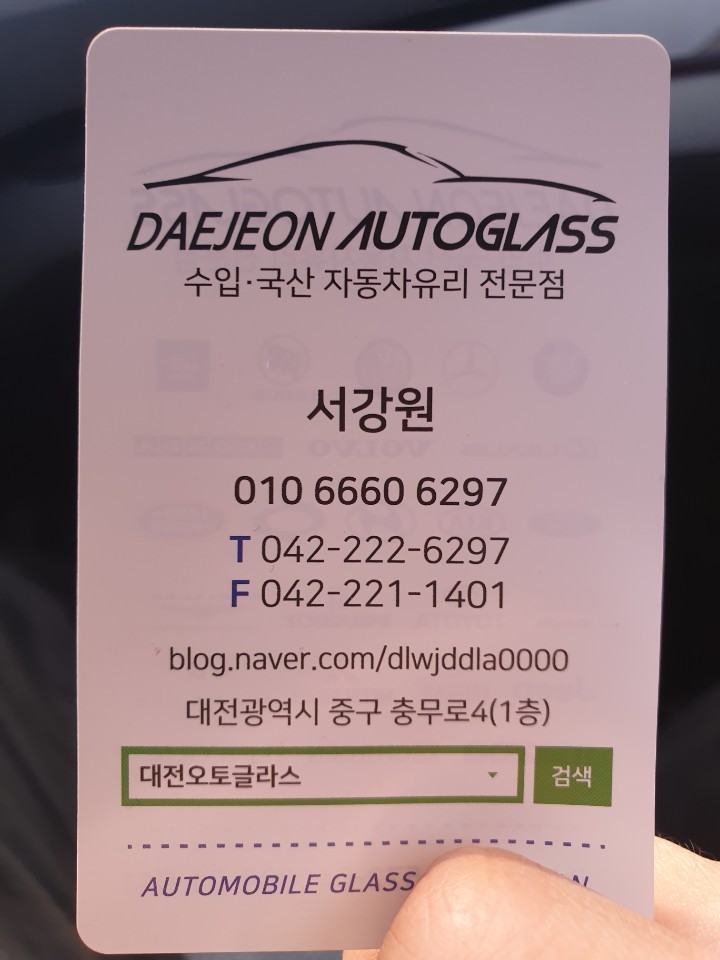 DAEJEON AUTOGLASS
수입·국산 자동차유리 전문점
서강원
010 6660 6297
T 042-222-6297
F 042-221-1401
blog.naver.com/dlwjddla0000
대전광역시 중구 충무로4(1층)
대전오토글라스 검색
AUTOMOBILE GLASS